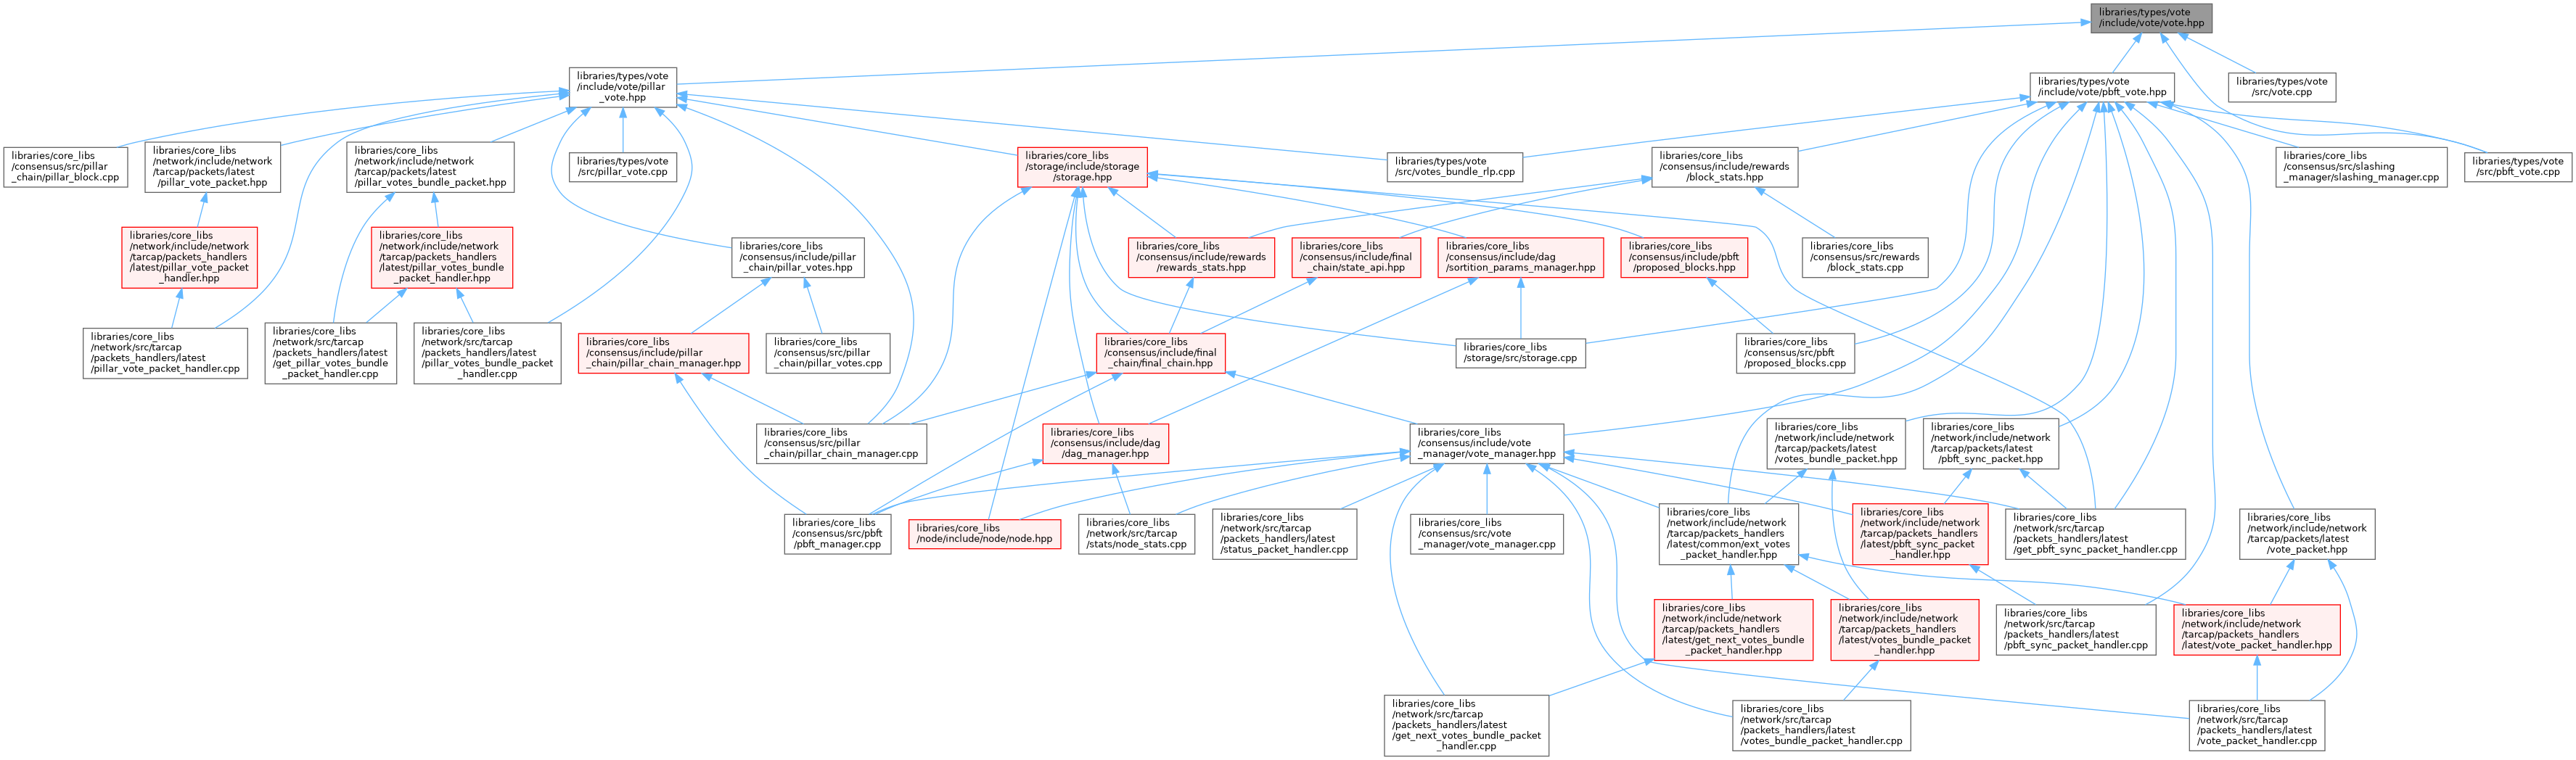 libraries/types/vote
/include/vote/vote.hpp
libraries/types/vote
/include/vote/pillar
_vote.hpp
libraries/types/vote
/include/vote/pbft_vote.hpp
libraries/types/vote
/src/vote.cpp
libraries/core_libs
/consensus/src/pillar
_chain/pillar_block.cpp
libraries/core_libs
/network/include/network
/tarcap/packets/latest
/pillar_vote_packet.hpp
libraries/core_libs
/network/include/network
/tarcap/packets/latest
/pillar_votes_bundle_packet.hpp
libraries/types/vote
/src/pillar_vote.cpp
libraries/core_libs
/storage/include/storage
/storage.hpp
libraries/types/vote
/src/votes_bundle_rlp.cpp
libraries/core_libs
/consensus/include/rewards
/block_stats.hpp
libraries/core_libs
/consensus/src/slashing
_manager/slashing_manager.cpp
libraries/types/vote
/src/pbft_vote.cpp
libraries/core_libs
/network/include/network
/tarcap/packets_handlers
/latest/pillar_vote_packet
_handler.hpp
libraries/core_libs
/network/include/network
/tarcap/packets_handlers
/latest/pillar_votes_bundle
_packet_handler.hpp
libraries/core_libs
/consensus/include/pillar
_chain/pillar_votes.hpp
libraries/core_libs
/consensus/include/rewards
/rewards_stats.hpp
libraries/core_libs
/consensus/include/final
_chain/state_api.hpp
libraries/core_libs
/consensus/include/dag
/sortition_params_manager.hpp
libraries/core_libs
/consensus/include/pbft
/proposed_blocks.hpp
libraries/core_libs
/consensus/src/rewards
/block_stats.cpp
libraries/core_libs
/network/src/tarcap
/packets_handlers/latest
/pillar_vote_packet_handler.cpp
libraries/core_libs
/network/src/tarcap
/packets_handlers/latest
/get_pillar_votes_bundle
_packet_handler.cpp
libraries/core_libs
/network/src/tarcap
/packets_handlers/latest
/pillar_votes_bundle_packet
_handler.cpp
libraries/core_libs
/consensus/include/pillar
_chain/pillar_chain_manager.hpp
libraries/core_libs
/consensus/src/pillar
_chain/pillar_votes.cpp
libraries/core_libs
/consensus/include/final
_chain/final_chain.hpp
libraries/core_libs
/storage/src/storage.cpp
libraries/core_libs
/consensus/src/pbft
/proposed_blocks.cpp
libraries/core_libs
/consensus/src/pillar
_chain/pillar_chain_manager.cpp
libraries/core_libs
/consensus/include/dag
/dag_manager.hpp
libraries/core_libs
/consensus/include/vote
_manager/vote_manager.hpp
libraries/core_libs
/network/include/network
/tarcap/packets/latest
/votes_bundle_packet.hpp
libraries/core_libs
/network/include/network
/tarcap/packets/latest
/pbft_sync_packet.hpp
libraries/core_libs
/consensus/src/pbft
/pbft_manager.cpp
libraries/core_libs
/node/include/node/node.hpp
libraries/core_libs
/network/src/tarcap
/stats/node_stats.cpp
libraries/core_libs
/network/src/tarcap
/packets_handlers/latest
/status_packet_handler.cpp
libraries/core_libs
/consensus/src/vote
_manager/vote_manager.cpp
libraries/core_libs
/network/include/network
/tarcap/packets_handlers
/latest/common/ext_votes
_packet_handler.hpp
libraries/core_libs
/network/include/network
/tarcap/packets_handlers
/latest/pbft_sync_packet
_handler.hpp
libraries/core_libs
/network/src/tarcap
/packets_handlers/latest
/get_pbft_sync_packet_handler.cpp
libraries/core_libs
/network/include/network
/tarcap/packets/latest
/vote_packet.hpp
libraries/core_libs
/network/include/network
/tarcap/packets_handlers
/latest/get_next_votes_bundle
_packet_handler.hpp
libraries/core_libs
/network/include/network
/tarcap/packets_handlers
/latest/votes_bundle_packet
_handler.hpp
libraries/core_libs
/network/src/tarcap
/packets_handlers/latest
/pbft_sync_packet_handler.cpp
libraries/core_libs
/network/include/network
/tarcap/packets_handlers
/latest/vote_packet_handler.hpp
libraries/core_libs
/network/src/tarcap
/packets_handlers/latest
/get_next_votes_bundle_packet
_handler.cpp
libraries/core_libs
/network/src/tarcap
/packets_handlers/latest
/votes_bundle_packet_handler.cpp
libraries/core_libs
/network/src/tarcap
/packets_handlers/latest
/vote_packet_handler.cpp